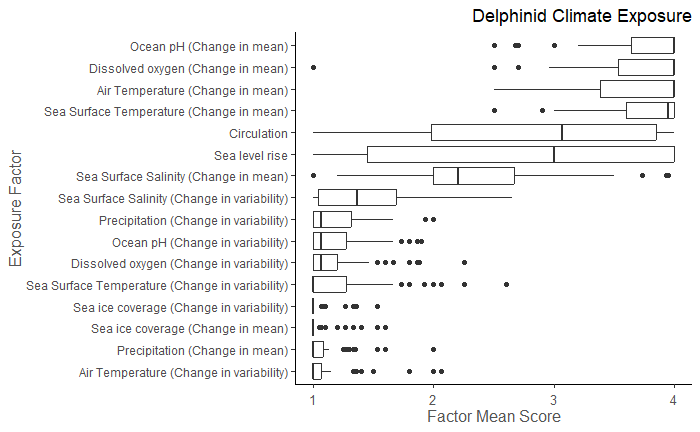 Delphinid Climate Exposure
Exposure Factor
Ocean pH (Change in mean)
Dissolved oxygen (Change in mean)
Air Temperature (Change in mean)
Sea Surface Temperature (Change in mean)
Circulation
Sea level rise
Sea Surface Salinity (Change in mean)
Sea Surface Salinity (Change in variability)
Precipitation (Change in variability)
Ocean pH (Change in variability)
Dissolved oxygen (Change in variability)
Sea Surface Temperature (Change in variability)
Sea ice coverage (Change in variability)
Sea ice coverage (Change in mean)
Precipitation (Change in mean)
Air Temperature (Change in variability)
1 2 3 4
Factor Mean Score